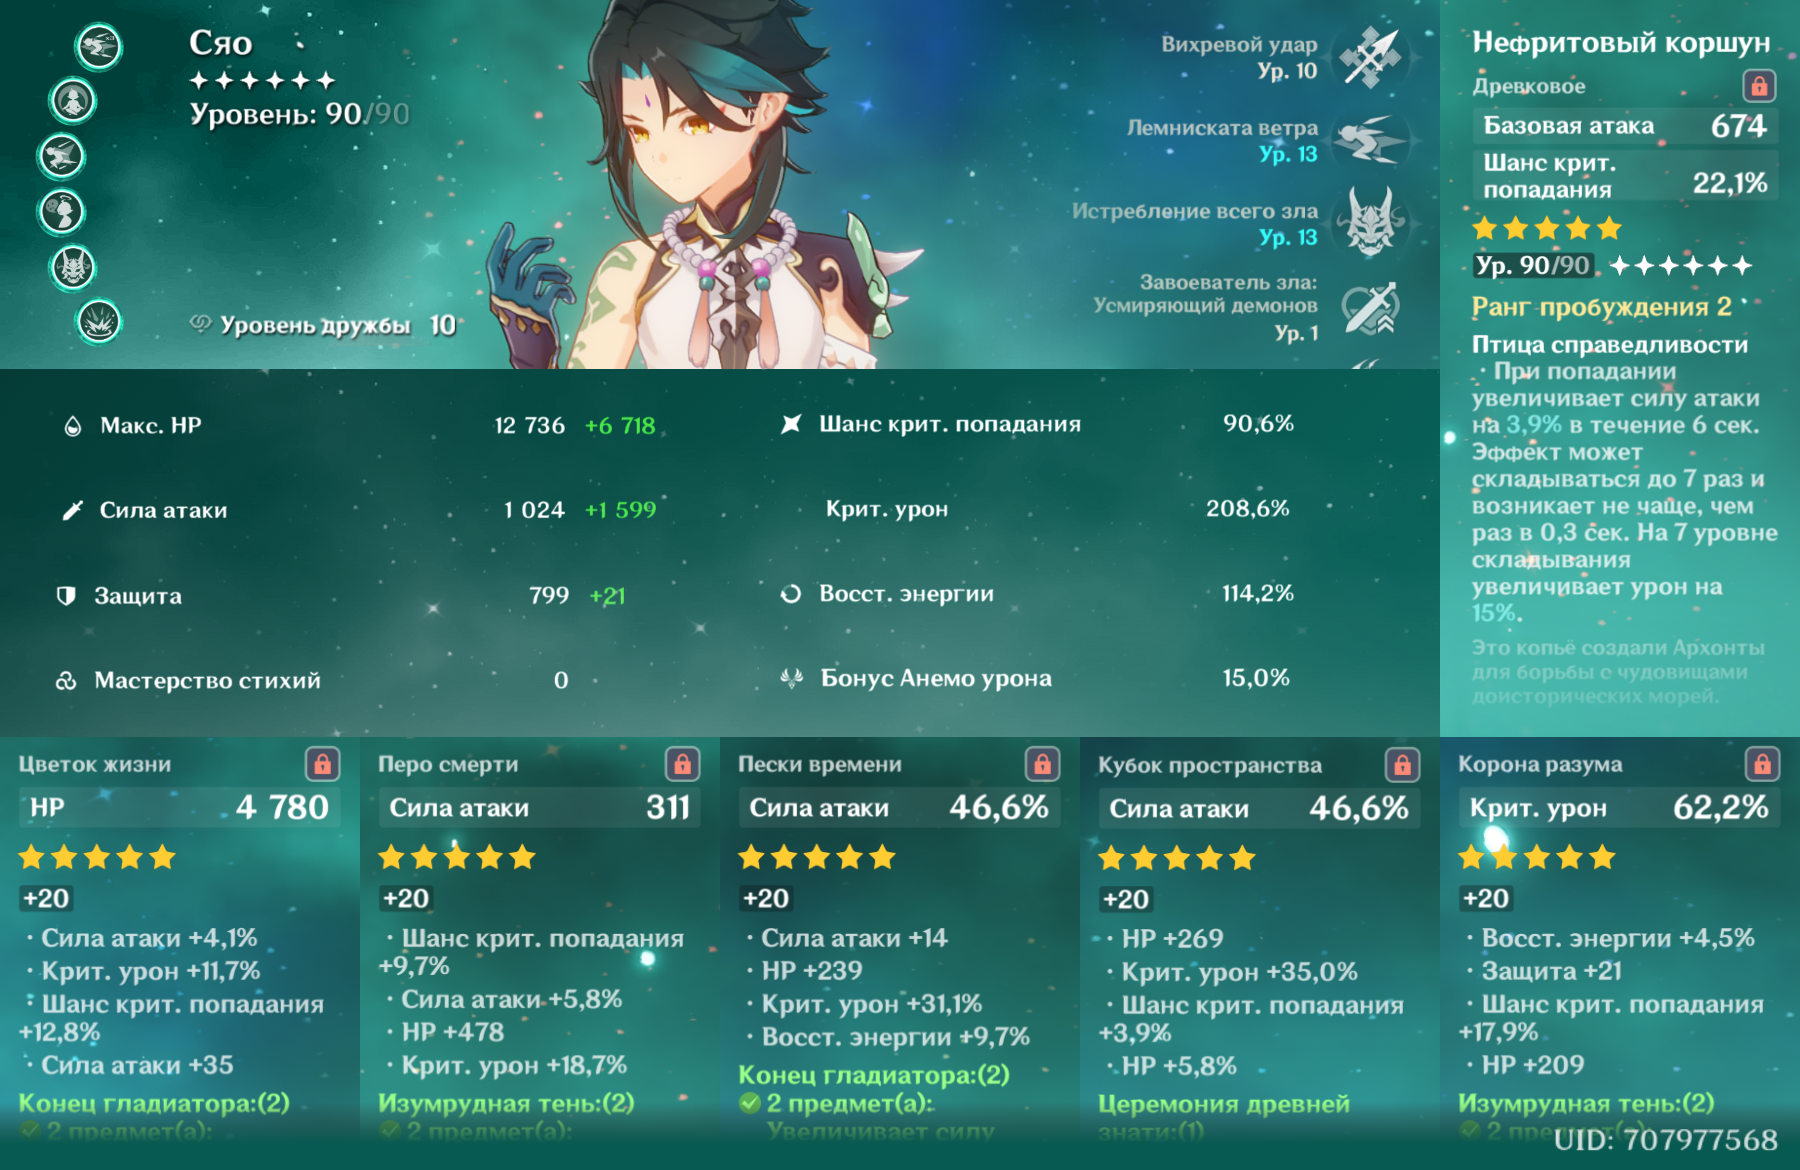 Сяо
Уровень: 90/90
Уровень дружбы 10
Вихревой удар
Ур. 10
Лемниската ветра
Ур. 13
Истребление всего зла
Ур. 13
Завоеватель зла:
Усмиряющий демонов
Ур. 1
Нефритовый коршун
Древковое
Базовая атака 674
Шанс крит.
попадания 22,1%
Ур. 90/90
Ранг пробуждения 2
Птица справедливости
· При попадании
увеличивает силу атаки
на 3,9% в течение 6 сек.
Эффект может
складываться до 7 раз и
возникает не чаще, чем
раз в 0,3 сек. На 7 уровне
складывания
увеличивает урон на
15%.
Это копьё создали Архонты
для борьбы с чудовищами
доисторических морей.
Макс. HP 12 736 +6 718
Сила атаки 1 024 +1 599
Защита 799 +21
Мастерство стихий 0
Шанс крит. попадания 90,6%
Крит. урон 208,6%
Восст. энергии 114,2%
Бонус Анемо урона 15,0%
Цветок жизни
HP 4 780
+20
· Сила атаки +4,1%
· Крит. урон +11,7%
· Шанс крит. попадания
+12,8%
· Сила атаки +35
Конец гладиатора:(2)
2 предмет(а):
Перо смерти
Сила атаки 311
+20
· Шанс крит. попадания
+9,7%
· Сила атаки +5,8%
· HP +478
· Крит. урон +18,7%
Изумрудная тень:(2)
2 предмет(а):
Пески времени
Сила атаки 46,6%
+20
· Сила атаки +14
· HP +239
· Крит. урон +31,1%
· Восст. энергии +9,7%
Конец гладиатора:(2)
2 предмет(а):
Увеличивает силу
Кубок пространства
Сила атаки 46,6%
+20
· HP +269
· Крит. урон +35,0%
· Шанс крит. попадания
+3,9%
· HP +5,8%
Церемония древней
знати:(1)
Корона разума
Крит. урон 62,2%
+20
· Восст. энергии +4,5%
· Защита +21
· Шанс крит. попадания
+17,9%
· HP +209
Изумрудная тень:(2)
2 предмет(а):
UID: 707977568